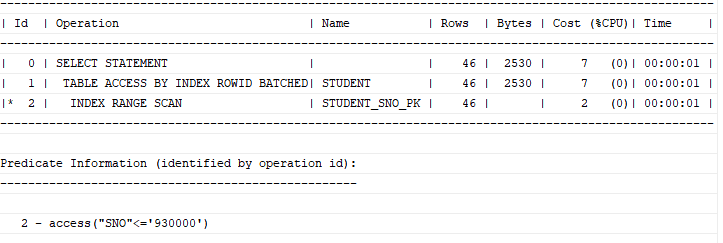 --------------------------------------------------------------------------------------------------------
| Id  | Operation                           | Name           | Rows  | Bytes | Cost (%CPU)| Time     |
--------------------------------------------------------------------------------------------------------
|   0 | SELECT STATEMENT                    |                |    46 |  2530 |     7   (0)| 00:00:01 |
|   1 |  TABLE ACCESS BY INDEX ROWID BATCHED| STUDENT        |    46 |  2530 |     7   (0)| 00:00:01 |
|*  2 |   INDEX RANGE SCAN                  | STUDENT_SNO_PK |    46 |       |     2   (0)| 00:00:01 |
--------------------------------------------------------------------------------------------------------
Predicate Information (identified by operation id):
---------------------------------------------------
2 - access("SNO"<='930000')